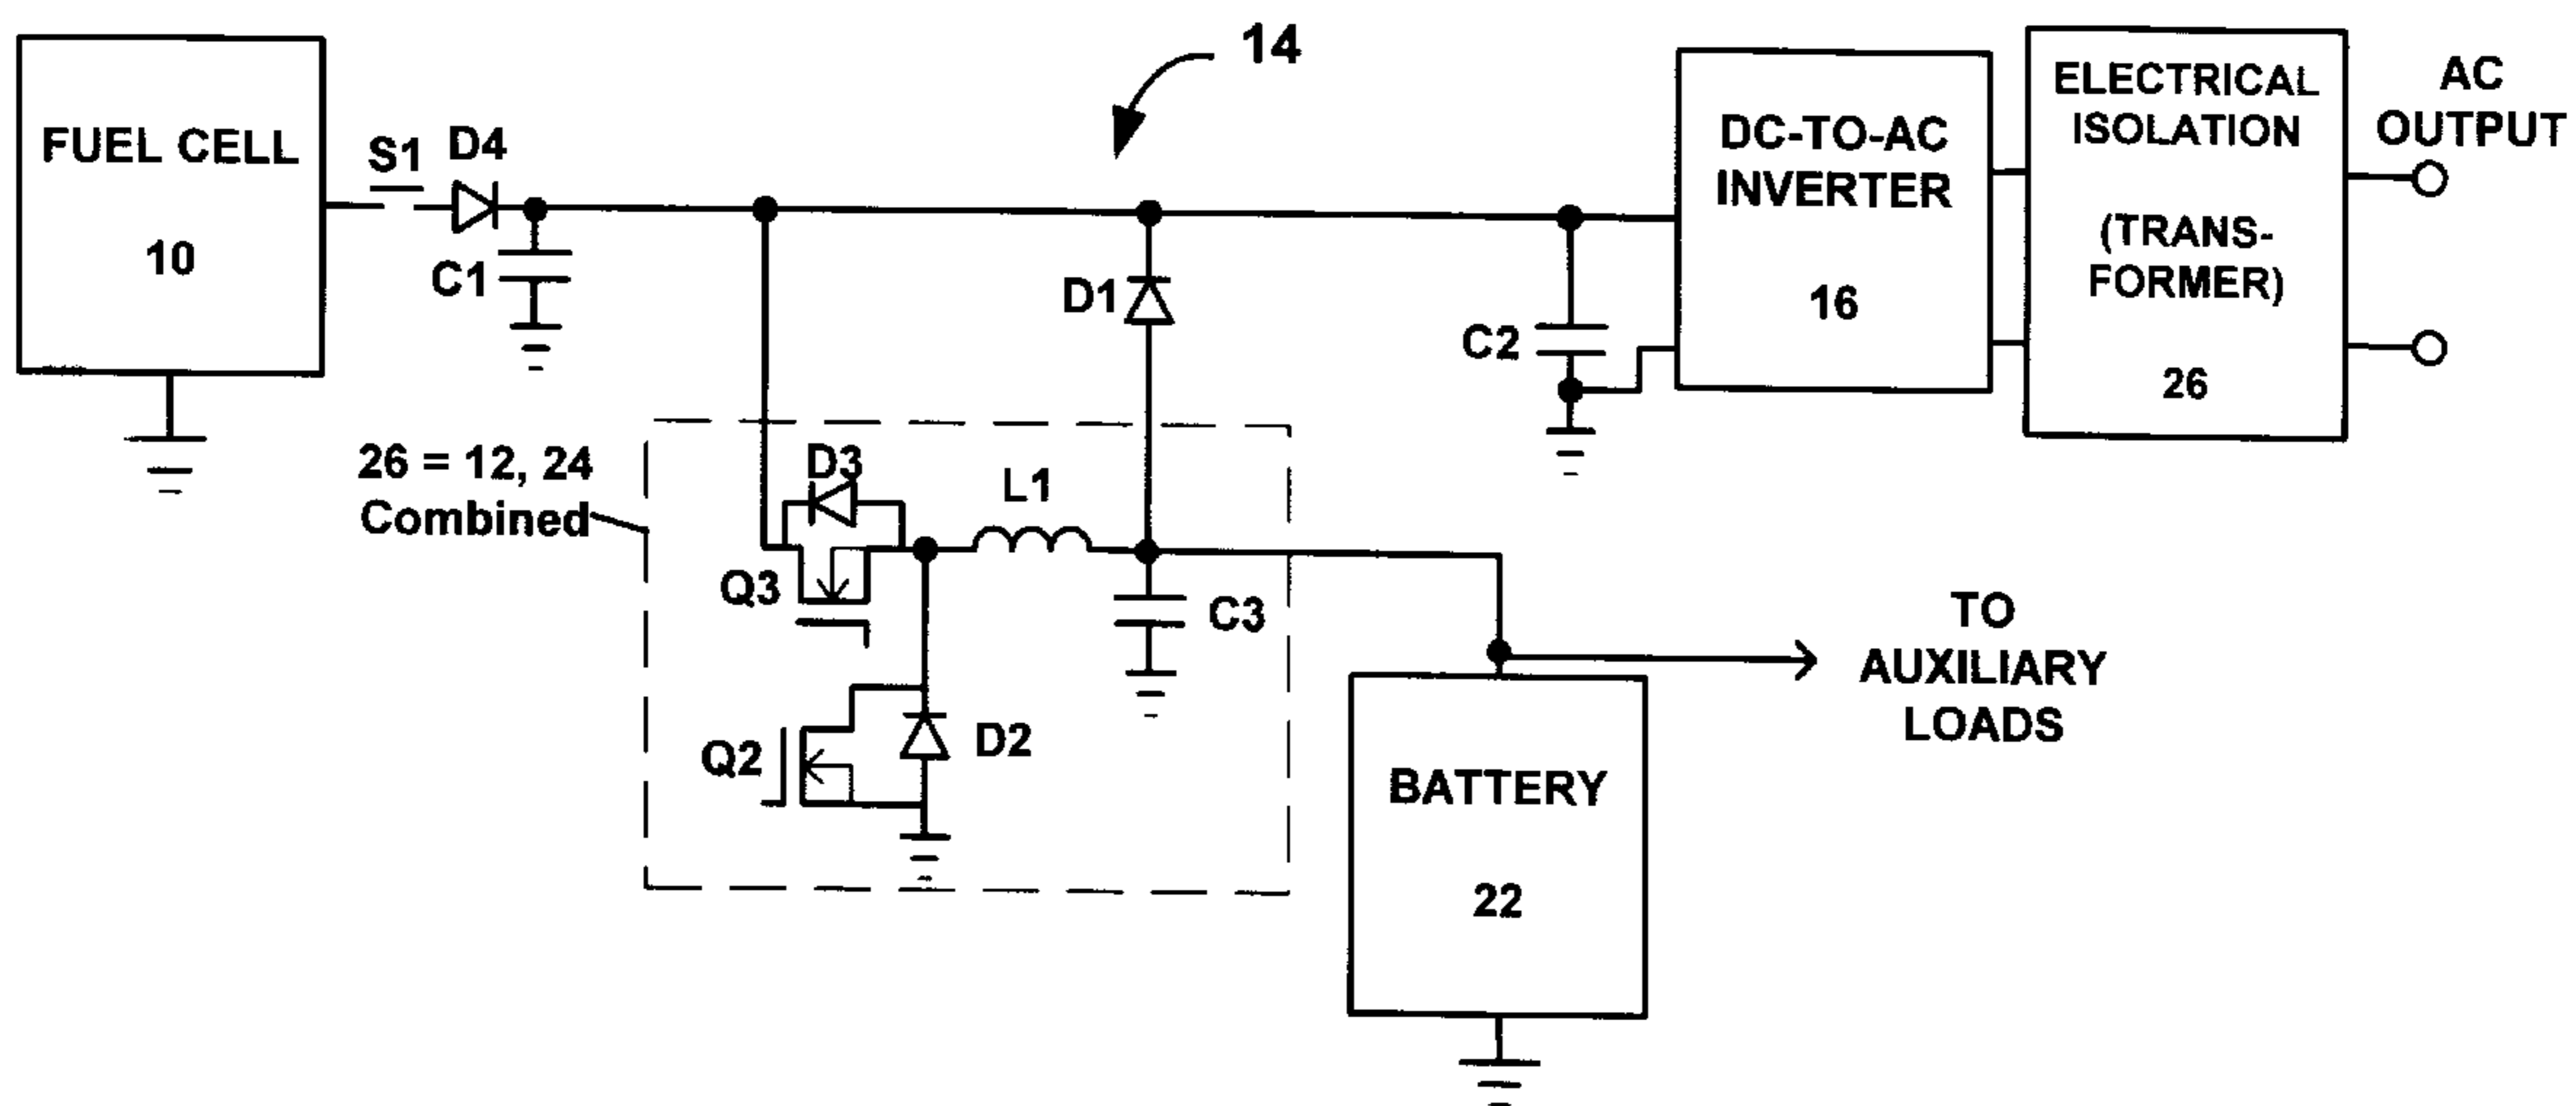 14
FUEL CELL
10
S1
D4
C1
D1
C2
DC-TO-AC
INVERTER
16
ELECTRICAL
ISOLATION
(TRANS-
FORMER)
26
AC
OUTPUT
26 = 12, 24
Combined
D3
L1
Q3
C3
Q2
D2
BATTERY
22
TO
AUXILIARY
LOADS